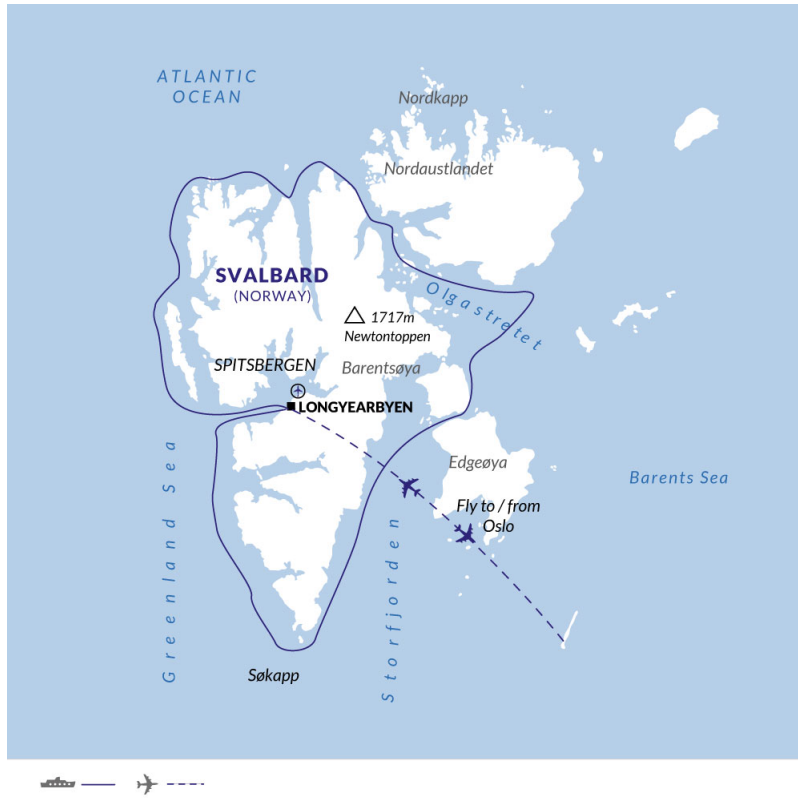 ATLANTIC
OCEAN
Nordkapp
Nordaustlandet
SVALBARD
(NORWAY)
Olgastretet
1717m
Newtontoppen
SPITSBERGEN
Barentsøya
LONGYEARBYEN
Edgeøya
Barents Sea
Fly to / from
Oslo
Greenland Sea
Storfjorden
Søkapp